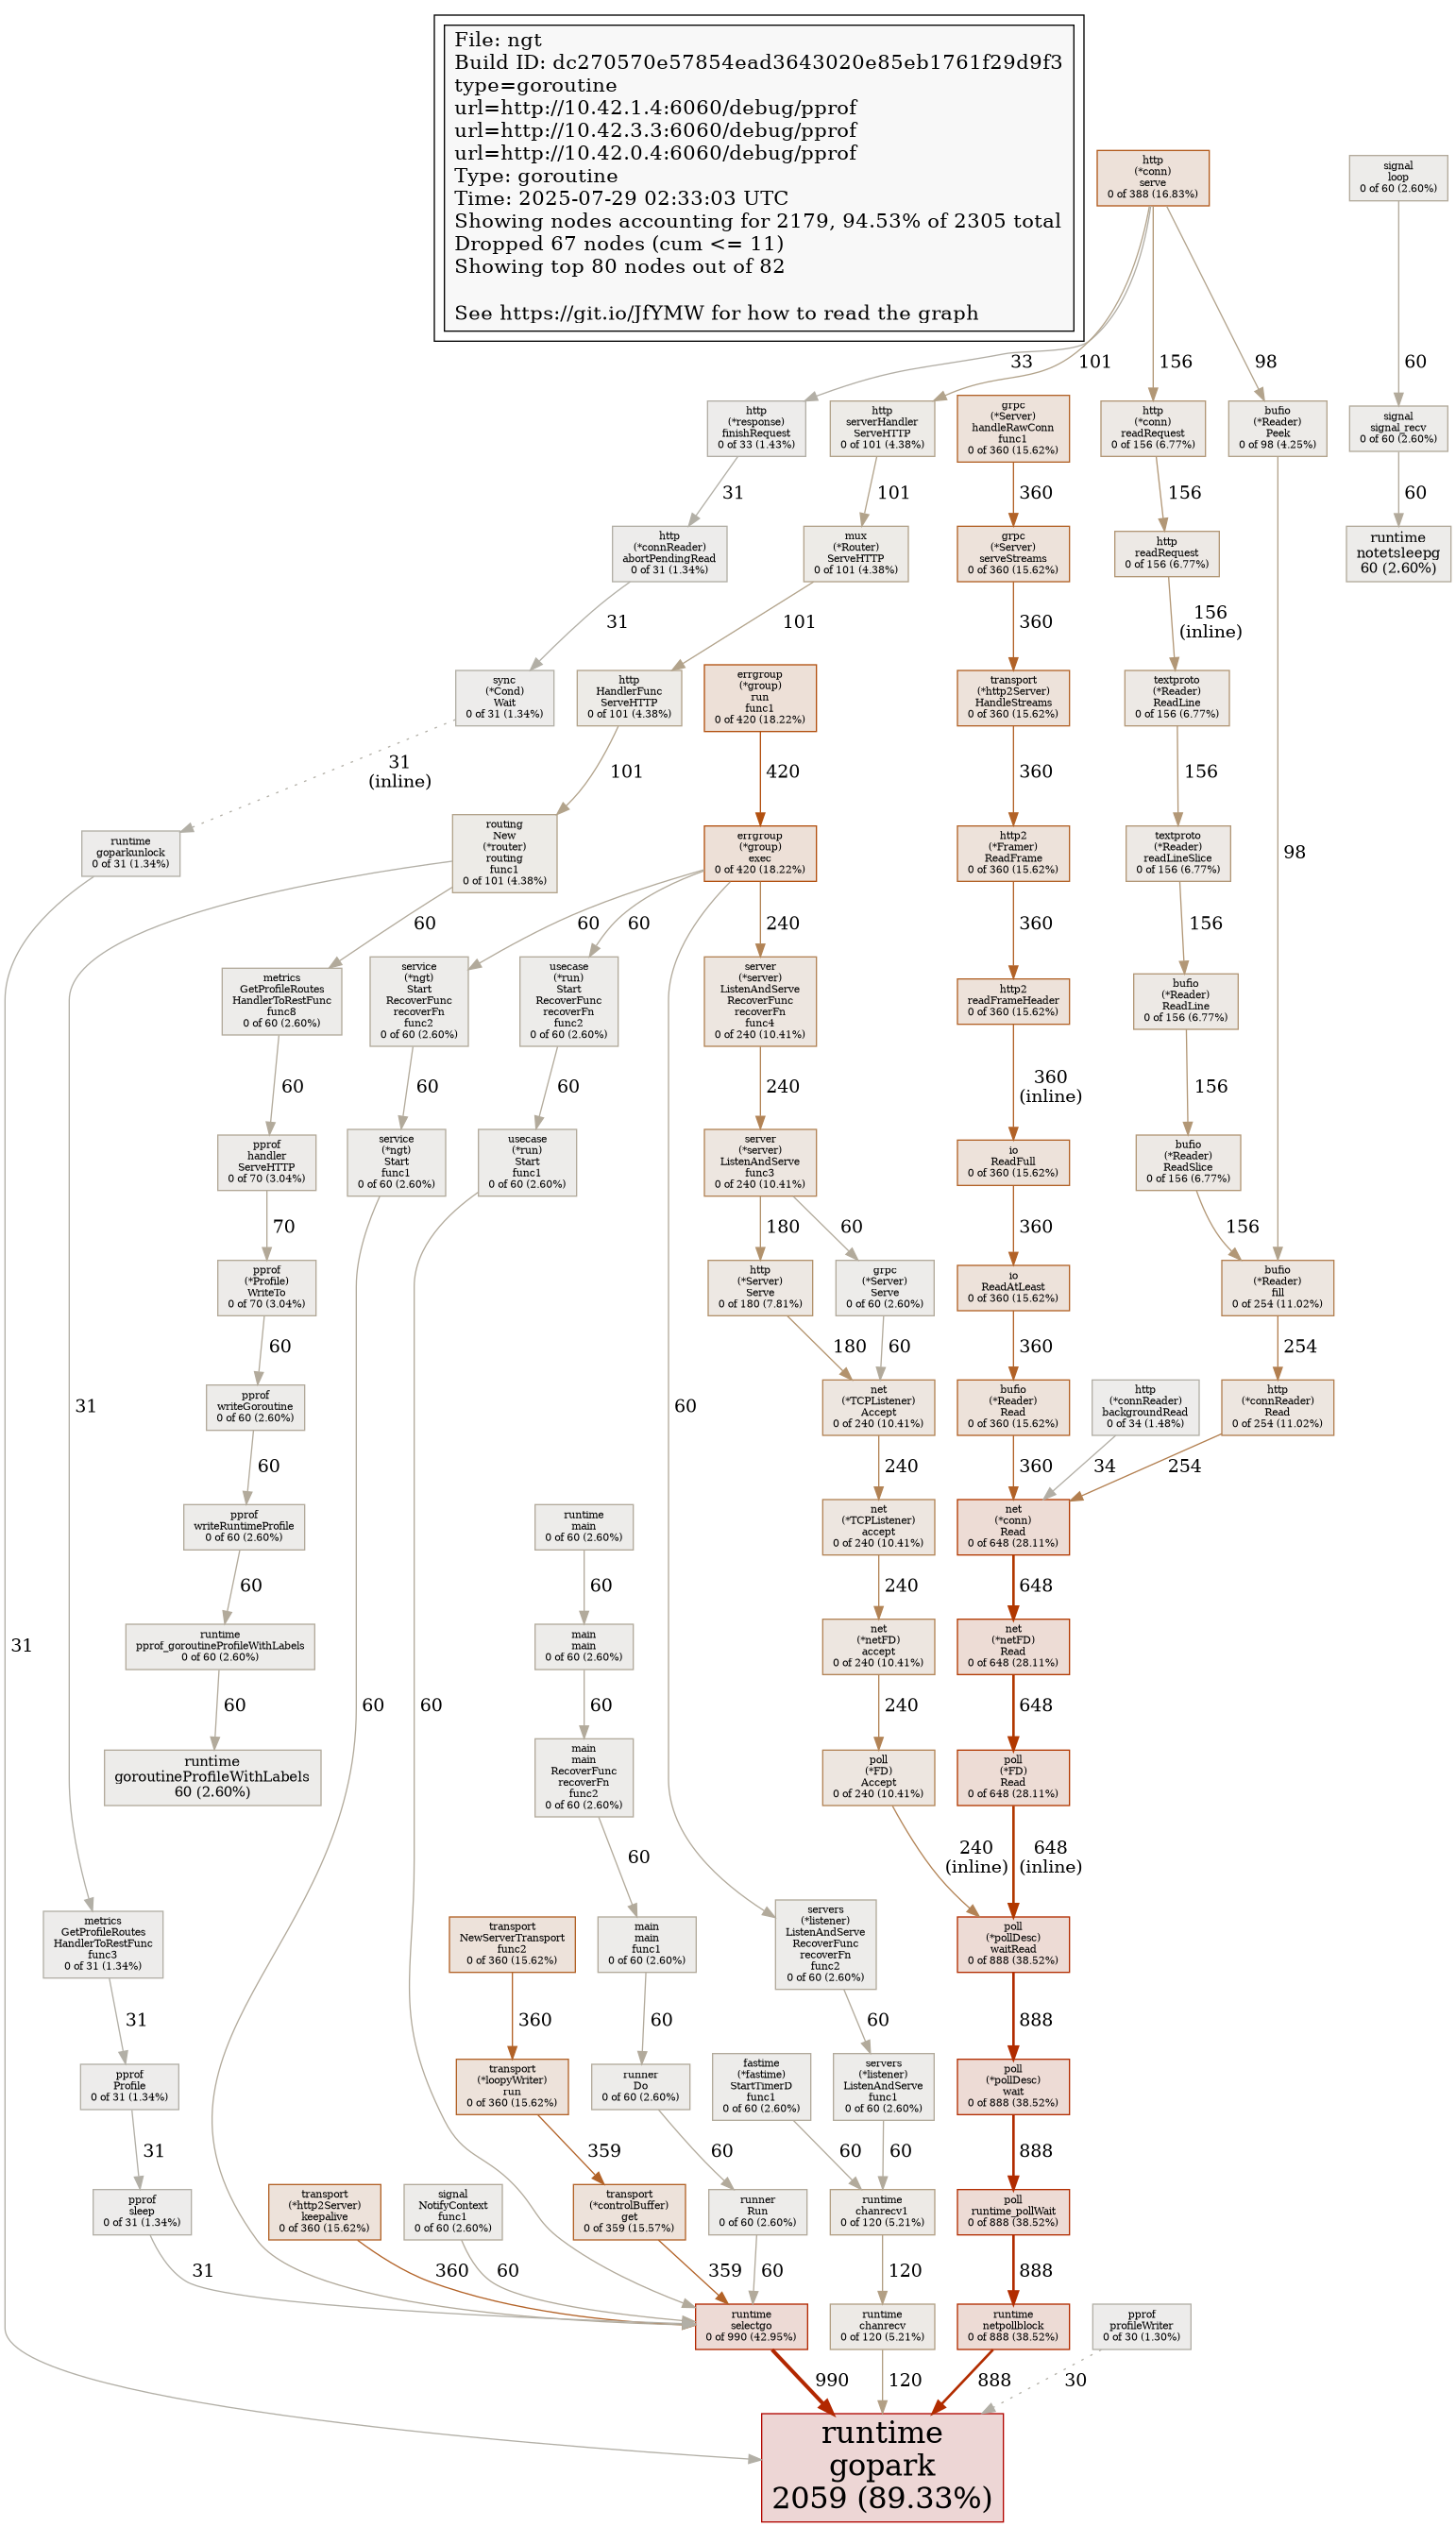 File: ngt
Build ID: dc270570e57854ead3643020e85eb1761f29d9f3
type=goroutine
url=http://10.42.1.4:6060/debug/pprof
url=http://10.42.3.3:6060/debug/pprof
url=http://10.42.0.4:6060/debug/pprof
Type: goroutine
Time: 2025-07-29 02:33:03 UTC
Showing nodes accounting for 2179, 94.53% of 2305 total
Dropped 67 nodes (cum <= 11)
Showing top 80 nodes out of 82
See https://git.io/JfYMW for how to read the graph
http
(*conn)
serve
0 of 388 (16.83%)
signal
loop
0 of 60 (2.60%)
33
101
156
98
60
http
(*response)
finishRequest
0 of 33 (1.43%)
http
serverHandler
ServeHTTP
0 of 101 (4.38%)
grpc
(*Server)
handleRawConn
func1
0 of 360 (15.62%)
http
(*conn)
readRequest
0 of 156 (6.77%)
bufio
(*Reader)
Peek
0 of 98 (4.25%)
signal
signal_recv
0 of 60 (2.60%)
31
101
360
156
60
http
(*connReader)
abortPendingRead
0 of 31 (1.34%)
mux
(*Router)
ServeHTTP
0 of 101 (4.38%)
grpc
(*Server)
serveStreams
0 of 360 (15.62%)
http
readRequest
0 of 156 (6.77%)
runtime
notetsleepg
60 (2.60%)
31
101
360
156
(inline)
sync
(*Cond)
Wait
0 of 31 (1.34%)
http
HandlerFunc
ServeHTTP
0 of 101 (4.38%)
errgroup
(*group)
run
func1
0 of 420 (18.22%)
transport
(*http2Server)
HandleStreams
0 of 360 (15.62%)
textproto
(*Reader)
ReadLine
0 of 156 (6.77%)
31
(inline)
101
420
360
156
98
runtime
goparkunlock
0 of 31 (1.34%)
routing
New
(*router)
routing
func1
0 of 101 (4.38%)
errgroup
(*group)
exec
0 of 420 (18.22%)
http2
(*Framer)
ReadFrame
0 of 360 (15.62%)
textproto
(*Reader)
readLineSlice
0 of 156 (6.77%)
60
60
60
240
360
156
metrics
GetProfileRoutes
HandlerToRestFunc
func8
0 of 60 (2.60%)
service
(*ngt)
Start
RecoverFunc
recoverFn
func2
0 of 60 (2.60%)
usecase
(*run)
Start
RecoverFunc
recoverFn
func2
0 of 60 (2.60%)
server
(*server)
ListenAndServe
RecoverFunc
recoverFn
func4
0 of 240 (10.41%)
http2
readFrameHeader
0 of 360 (15.62%)
bufio
(*Reader)
ReadLine
0 of 156 (6.77%)
60
60
60
240
360
(inline)
156
pprof
handler
ServeHTTP
0 of 70 (3.04%)
service
(*ngt)
Start
func1
0 of 60 (2.60%)
usecase
(*run)
Start
func1
0 of 60 (2.60%)
server
(*server)
ListenAndServe
func3
0 of 240 (10.41%)
io
ReadFull
0 of 360 (15.62%)
bufio
(*Reader)
ReadSlice
0 of 156 (6.77%)
70
180
60
360
156
pprof
(*Profile)
WriteTo
0 of 70 (3.04%)
http
(*Server)
Serve
0 of 180 (7.81%)
grpc
(*Server)
Serve
0 of 60 (2.60%)
io
ReadAtLeast
0 of 360 (15.62%)
bufio
(*Reader)
fill
0 of 254 (11.02%)
60
180
60
360
254
31
60
pprof
writeGoroutine
0 of 60 (2.60%)
net
(*TCPListener)
Accept
0 of 240 (10.41%)
bufio
(*Reader)
Read
0 of 360 (15.62%)
http
(*connReader)
backgroundRead
0 of 34 (1.48%)
http
(*connReader)
Read
0 of 254 (11.02%)
60
240
360
34
254
pprof
writeRuntimeProfile
0 of 60 (2.60%)
runtime
main
0 of 60 (2.60%)
net
(*TCPListener)
accept
0 of 240 (10.41%)
net
(*conn)
Read
0 of 648 (28.11%)
60
60
240
648
31
60
60
runtime
pprof_goroutineProfileWithLabels
0 of 60 (2.60%)
main
main
0 of 60 (2.60%)
net
(*netFD)
accept
0 of 240 (10.41%)
net
(*netFD)
Read
0 of 648 (28.11%)
60
60
240
648
runtime
goroutineProfileWithLabels
60 (2.60%)
main
main
RecoverFunc
recoverFn
func2
0 of 60 (2.60%)
poll
(*FD)
Accept
0 of 240 (10.41%)
poll
(*FD)
Read
0 of 648 (28.11%)
60
240
(inline)
648
(inline)
metrics
GetProfileRoutes
HandlerToRestFunc
func3
0 of 31 (1.34%)
transport
NewServerTransport
func2
0 of 360 (15.62%)
main
main
func1
0 of 60 (2.60%)
servers
(*listener)
ListenAndServe
RecoverFunc
recoverFn
func2
0 of 60 (2.60%)
poll
(*pollDesc)
waitRead
0 of 888 (38.52%)
31
360
60
60
888
pprof
Profile
0 of 31 (1.34%)
transport
(*loopyWriter)
run
0 of 360 (15.62%)
runner
Do
0 of 60 (2.60%)
fastime
(*fastime)
StartTimerD
func1
0 of 60 (2.60%)
servers
(*listener)
ListenAndServe
func1
0 of 60 (2.60%)
poll
(*pollDesc)
wait
0 of 888 (38.52%)
31
359
60
60
60
888
pprof
sleep
0 of 31 (1.34%)
transport
(*http2Server)
keepalive
0 of 360 (15.62%)
signal
NotifyContext
func1
0 of 60 (2.60%)
transport
(*controlBuffer)
get
0 of 359 (15.57%)
runner
Run
0 of 60 (2.60%)
runtime
chanrecv1
0 of 120 (5.21%)
poll
runtime_pollWait
0 of 888 (38.52%)
31
360
60
359
60
120
888
runtime
selectgo
0 of 990 (42.95%)
runtime
chanrecv
0 of 120 (5.21%)
runtime
netpollblock
0 of 888 (38.52%)
pprof
profileWriter
0 of 30 (1.30%)
990
120
888
30
runtime
gopark
2059 (89.33%)